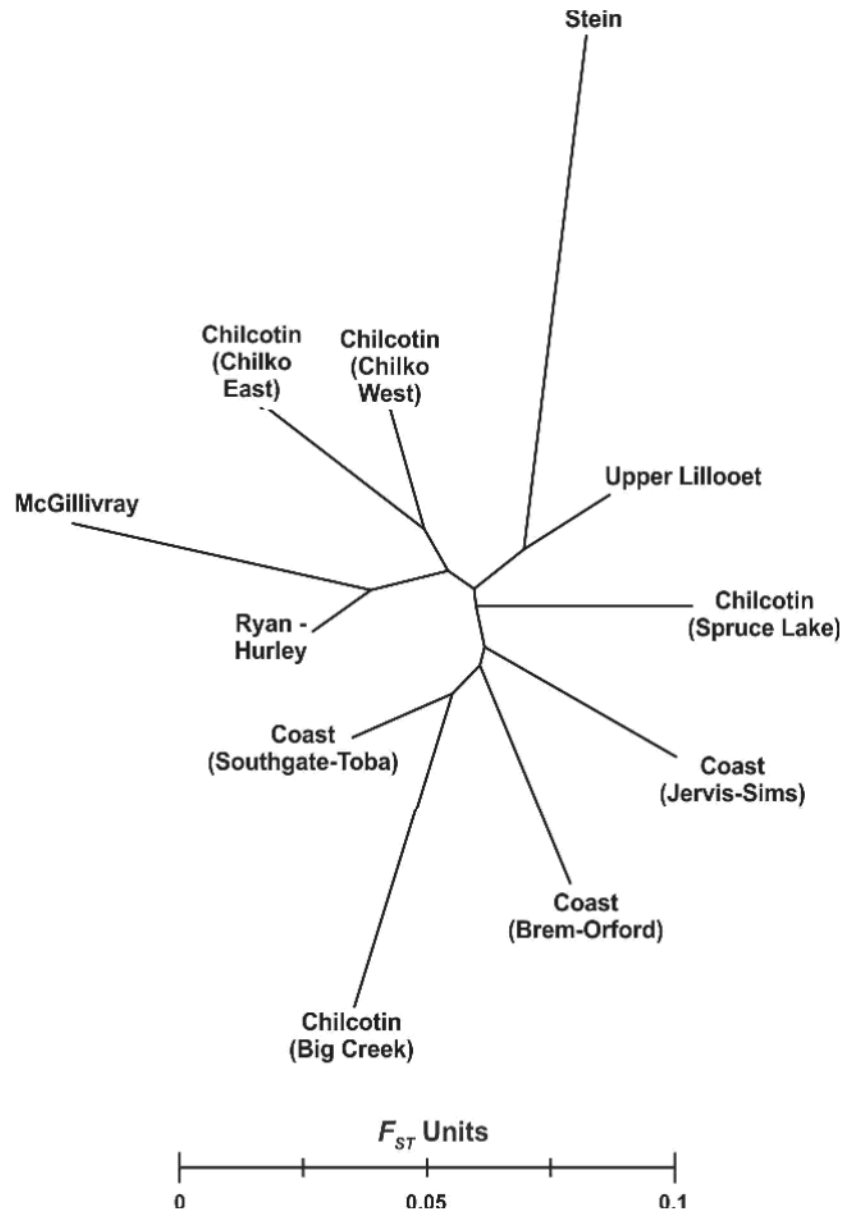 Stein
Chilcotin
(Chilko
East)
Chilcotin
(Chilko
West)
McGillivray
Upper Lillooet
Ryan -
Hurley
Chilcotin
(Spruce Lake)
Coast
(Southgate-Toba)
Coast
(Jervis-Sims)
Coast
(Brem-Orford)
Chilcotin
(Big Creek)
FST Units
0 0.05 0.1